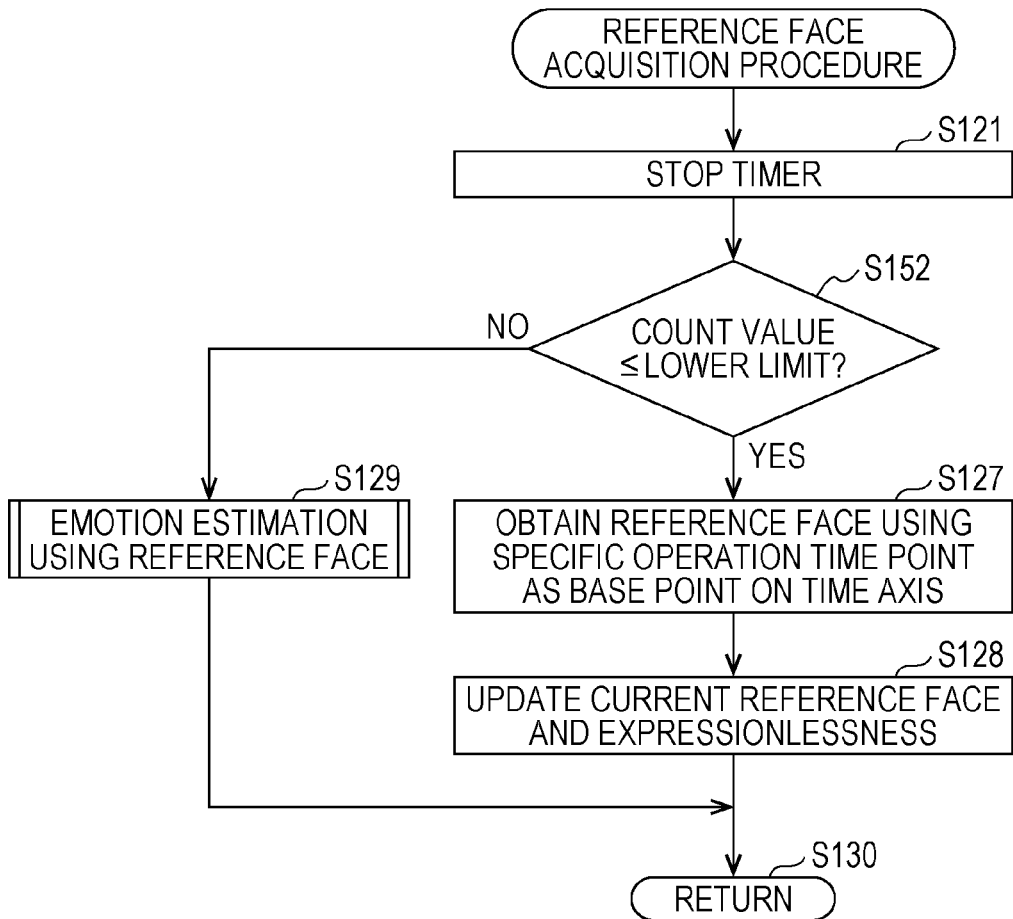 REFERENCE FACE
ACQUISITION PROCEDURE
S121
STOP TIMER
S152
COUNT VALUE
≤ LOWER LIMIT?
NO
YES
S129
EMOTION ESTIMATION
USING REFERENCE FACE
S127
OBTAIN REFERENCE FACE USING
SPECIFIC OPERATION TIME POINT
AS BASE POINT ON TIME AXIS
S128
UPDATE CURRENT REFERENCE FACE
AND EXPRESSIONLESSNESS
S130
RETURN